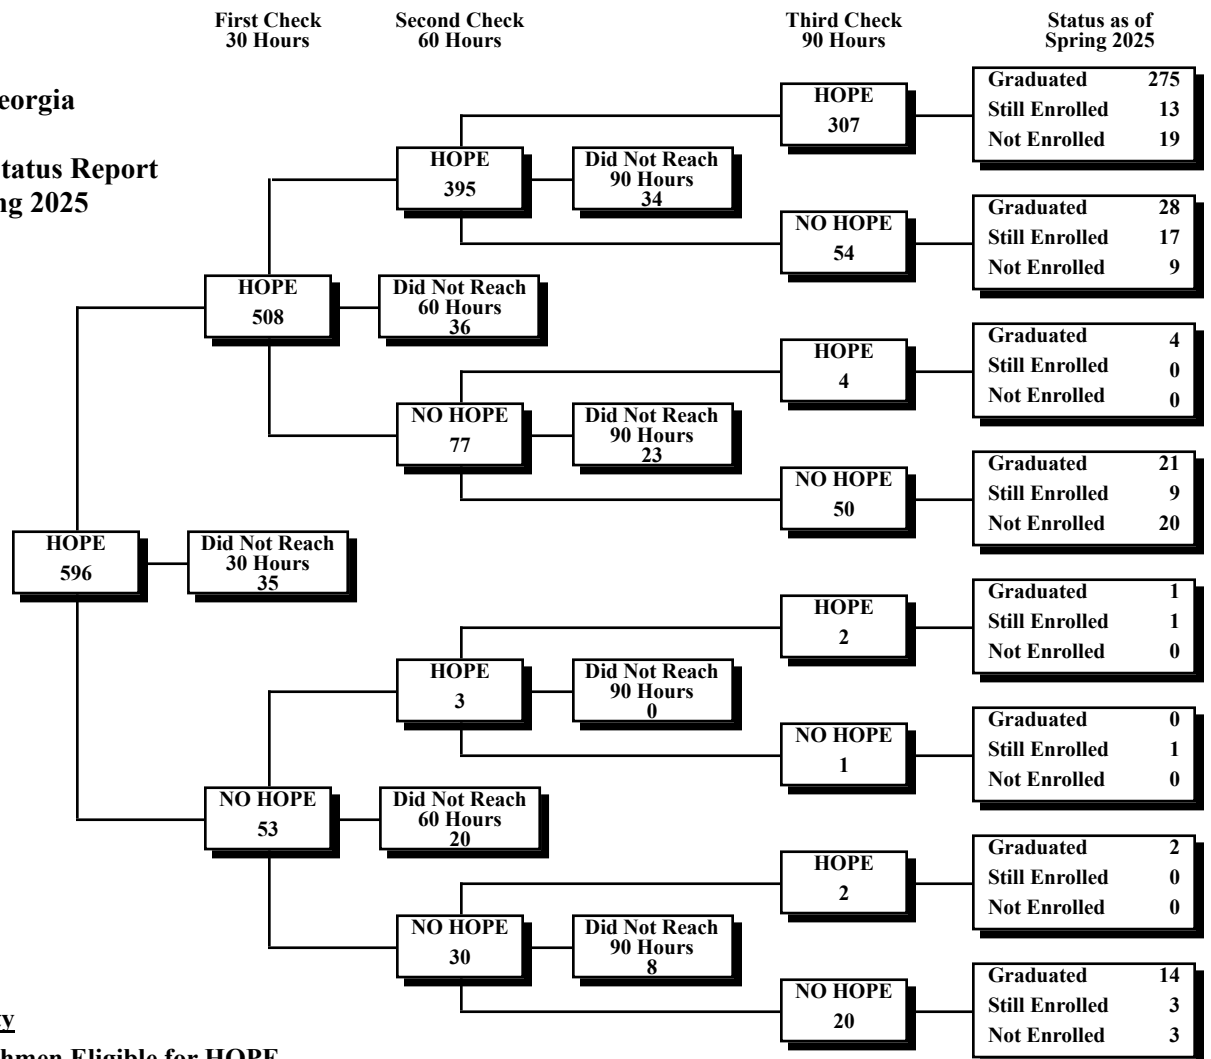 First Check
30 Hours
Second Check
60 Hours
Third Check
90 Hours
Status as of
Spring 2025
Status Report
2025
HOPE
307
Graduated 275
Still Enrolled 13
Not Enrolled 19
HOPE
395
Did Not Reach
90 Hours
34
NO HOPE
54
Graduated 28
Still Enrolled 17
Not Enrolled 9
HOPE
508
Did Not Reach
60 Hours
36
HOPE
4
Graduated 4
Still Enrolled 0
Not Enrolled 0
NO HOPE
77
Did Not Reach
90 Hours
23
NO HOPE
50
Graduated 21
Still Enrolled 9
Not Enrolled 20
HOPE
596
Did Not Reach
30 Hours
35
HOPE
2
Graduated 1
Still Enrolled 1
Not Enrolled 0
HOPE
3
Did Not Reach
90 Hours
0
NO HOPE
1
Graduated 0
Still Enrolled 1
Not Enrolled 0
NO HOPE
53
Did Not Reach
60 Hours
20
HOPE
2
Graduated 2
Still Enrolled 0
Not Enrolled 0
NO HOPE
30
Did Not Reach
90 Hours
8
NO HOPE
20
Graduated 14
Still Enrolled 3
Not Enrolled 3
Eligible for HOPE